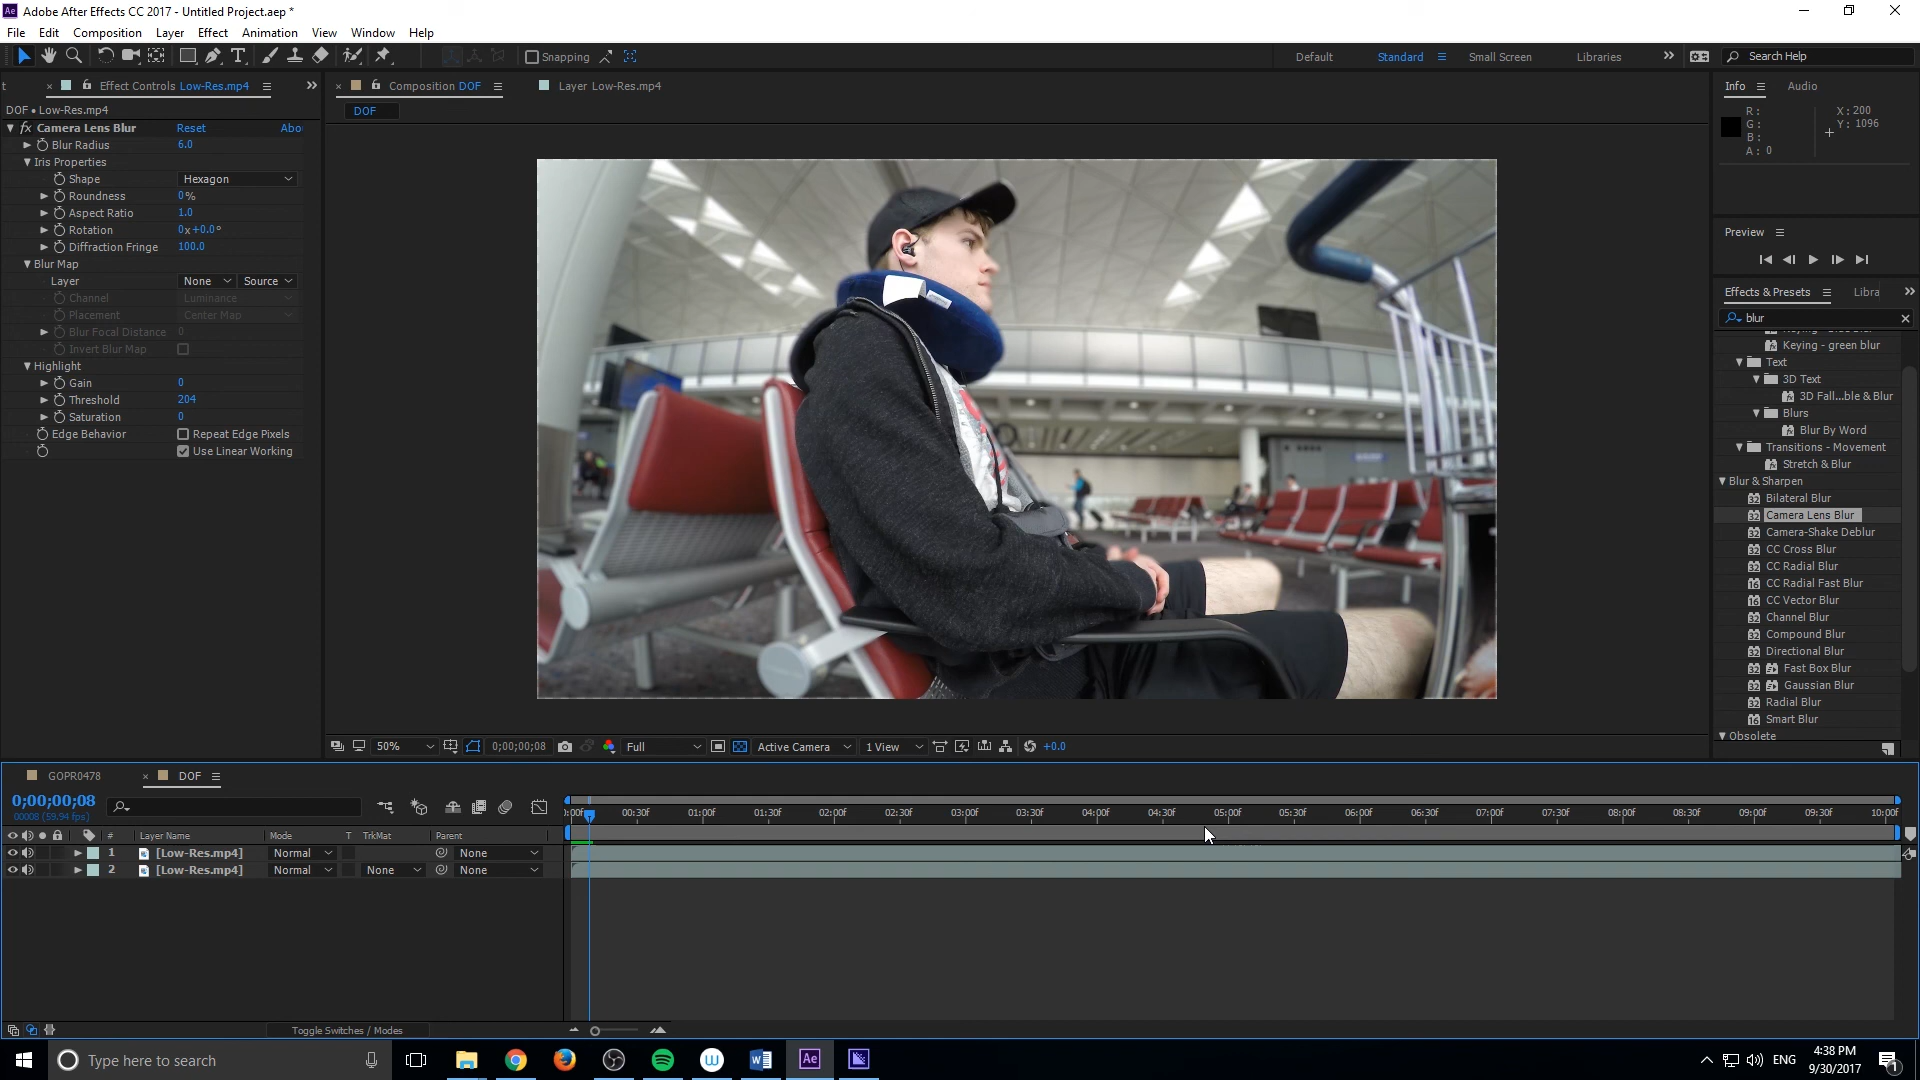 Adobe After Effects CC 2017 - Untitled Project.aep *
File Edit Composition Layer Effect Animation View Window Help
Snapping Default Standard Small Screen Libraries Search Help
t Effect Controls Low-Res.mp4 Composition DOF Layer Low-Res.mp4 Info Audio
DOF • Low-Res.mp4
DOF
Camera Lens Blur Reset Abo
Blur Radius 6.0
Iris Properties
Shape Hexagon
Roundness 0%
Aspect Ratio 1.0
Rotation 0x+0.0°
Diffraction Fringe 100.0
Blur Map
Layer None Source
Channel Luminance
Placement Center Map
Blur Focal Distance 0
Invert Blur Map
Highlight
Gain 0
Threshold 204
Saturation 0
Edge Behavior Repeat Edge Pixels
Use Linear Working
R: X: 200
G: Y: 1096
B:
A: 0
Preview
Effects & Presets Libra
blur
Keying - green blur
Text
3D Text
3D Fall...ble & Blur
Blurs
Blur By Word
Transitions - Movement
Stretch & Blur
Blur & Sharpen
Bilateral Blur
Camera Lens Blur
Camera-Shake Deblur
CC Cross Blur
CC Radial Blur
CC Radial Fast Blur
CC Vector Blur
Channel Blur
Compound Blur
Directional Blur
Fast Box Blur
Gaussian Blur
Radial Blur
Smart Blur
Obsolete
50% 0;00;00;08 Full Active Camera 1 View +0.0
GOPR0478 DOF
0;00;00;08
00008 (59.94 fps)
00:30f 01:00f 01:30f 02:00f 02:30f 03:00f 03:30f 04:00f 04:30f 05:00f 05:30f 06:00f 06:30f 07:00f 07:30f 08:00f 08:30f 09:00f 09:30f 10:00f
# Layer Name Mode T TrkMat Parent
1 [Low-Res.mp4] Normal None
2 [Low-Res.mp4] Normal None None
Toggle Switches / Modes
Type here to search
Ae
ENG
4:38 PM
9/30/2017
1